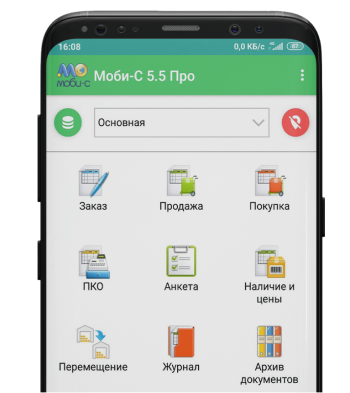 16:08
0,0 КБ/с 87
МОБИ-С
Моби-С 5.5 Про
Основная
Заказ
Продажа
Покупка
ПКО
Анкета
Наличие и
цены
Перемещение
Журнал
Архив
документов